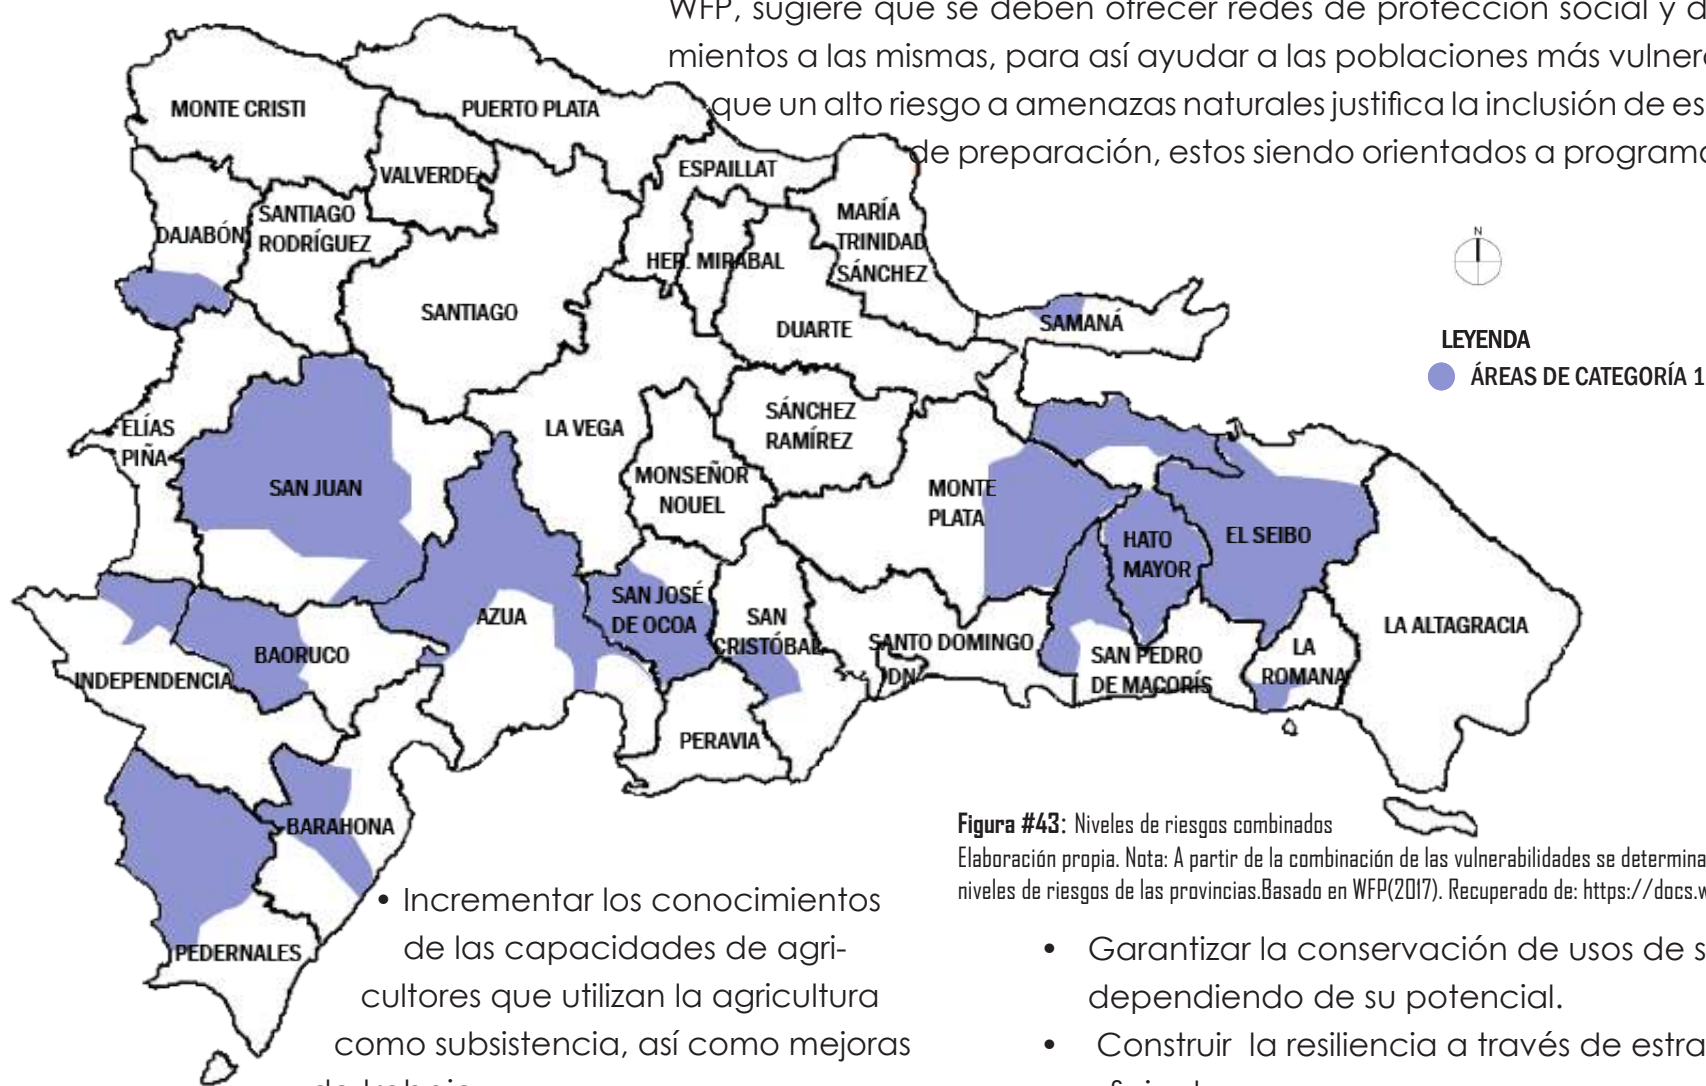 WFP, sugiere que se deben ofrecer redes de protección social y
mientos a las mismas, para así ayudar a las poblaciones más
que un alto riesgo a amenazas naturales justifica la inclusión de
de preparación, estos siendo orientados a
MONTE CRISTI
PUERTO PLATA
VALVERDE
ESPAILLAT
DAJABÓN
SANTIAGO
RODRÍGUEZ
MARÍA
TRINIDAD
SÁNCHEZ
HER. MIRABAL
SANTIAGO
DUARTE
SAMANÁ
N
LEYENDA
ÁREAS DE CATEGORÍA 1
ELÍAS
PIÑA
LA VEGA
SÁNCHEZ
RAMÍREZ
SAN JUAN
MONSEÑOR
NOUEL
MONTE
PLATA
HATO
MAYOR
EL SEIBO
AZUA
SAN JOSÉ
DE OCOA
SAN
CRISTÓBAL
SANTO DOMINGO
DN
SAN PEDRO
DE MACORÍS
LA
ROMANA
LA ALTAGRACIA
BAORUCO
INDEPENDENCIA
PERAVIA
BARAHONA
PEDERNALES
Figura #43: Niveles de riesgos combinados
Elaboración propia. Nota: A partir de la combinación de las vulnerabilidades se
niveles de riesgos de las provincias.Basado en WFP(2017). Recuperado de: https://docs.w
• Incrementar los conocimientos
de las capacidades de agri-
cultores que utilizan la agricultura
como subsistencia, así como mejoras
• Garantizar la conservación de usos de
dependiendo de su potencial.
• Construir la resiliencia a través de